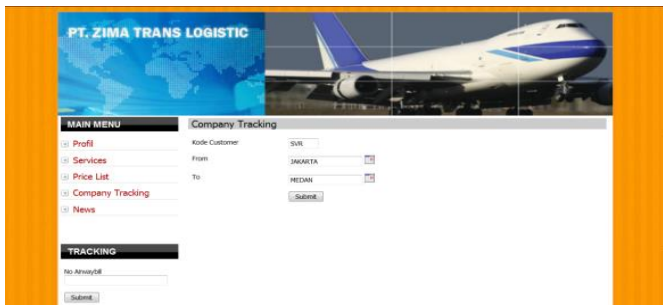 PT. ZIMA TRANS LOGISTIC
MAIN MENU
Profil
Services
Price List
Company Tracking
News
TRACKING
No Airwaybill
Submit
Company Tracking
Kode Customer SVR
From JAKARTA
To MEDAN
Submit